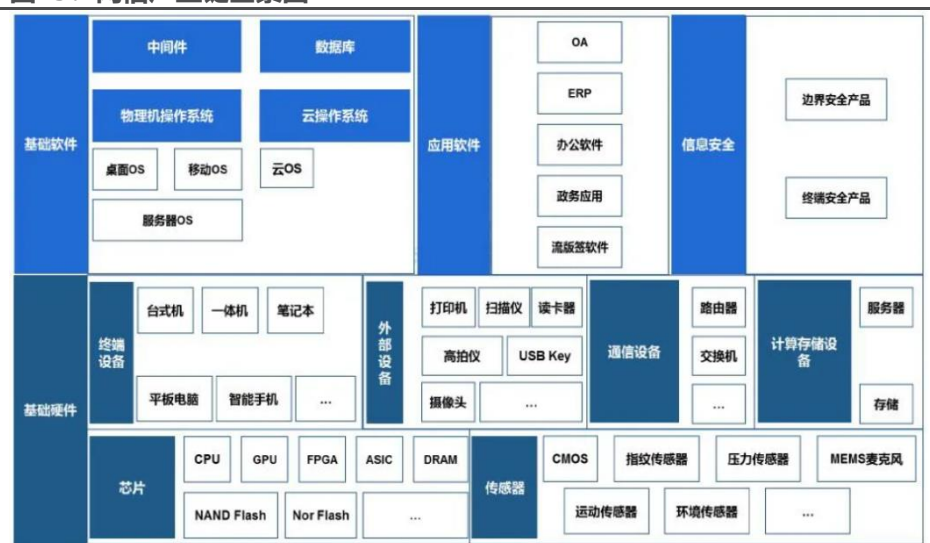 基础软件
中间件
数据库
物理机操作系统
云操作系统
桌面OS
移动OS
云OS
服务器OS
应用软件
OA
ERP
办公软件
政务应用
流版签软件
信息安全
边界安全产品
终端安全产品
基础硬件
终端设备
台式机
一体机
笔记本
平板电脑
智能手机
...
外部设备
打印机
扫描仪
读卡器
高拍仪
USB Key
摄像头
...
通信设备
路由器
交换机
...
计算存储设备
服务器
存储
芯片
CPU
GPU
FPGA
ASIC
DRAM
NAND Flash
Nor Flash
...
传感器
CMOS
指纹传感器
压力传感器
MEMS麦克风
运动传感器
环境传感器
...